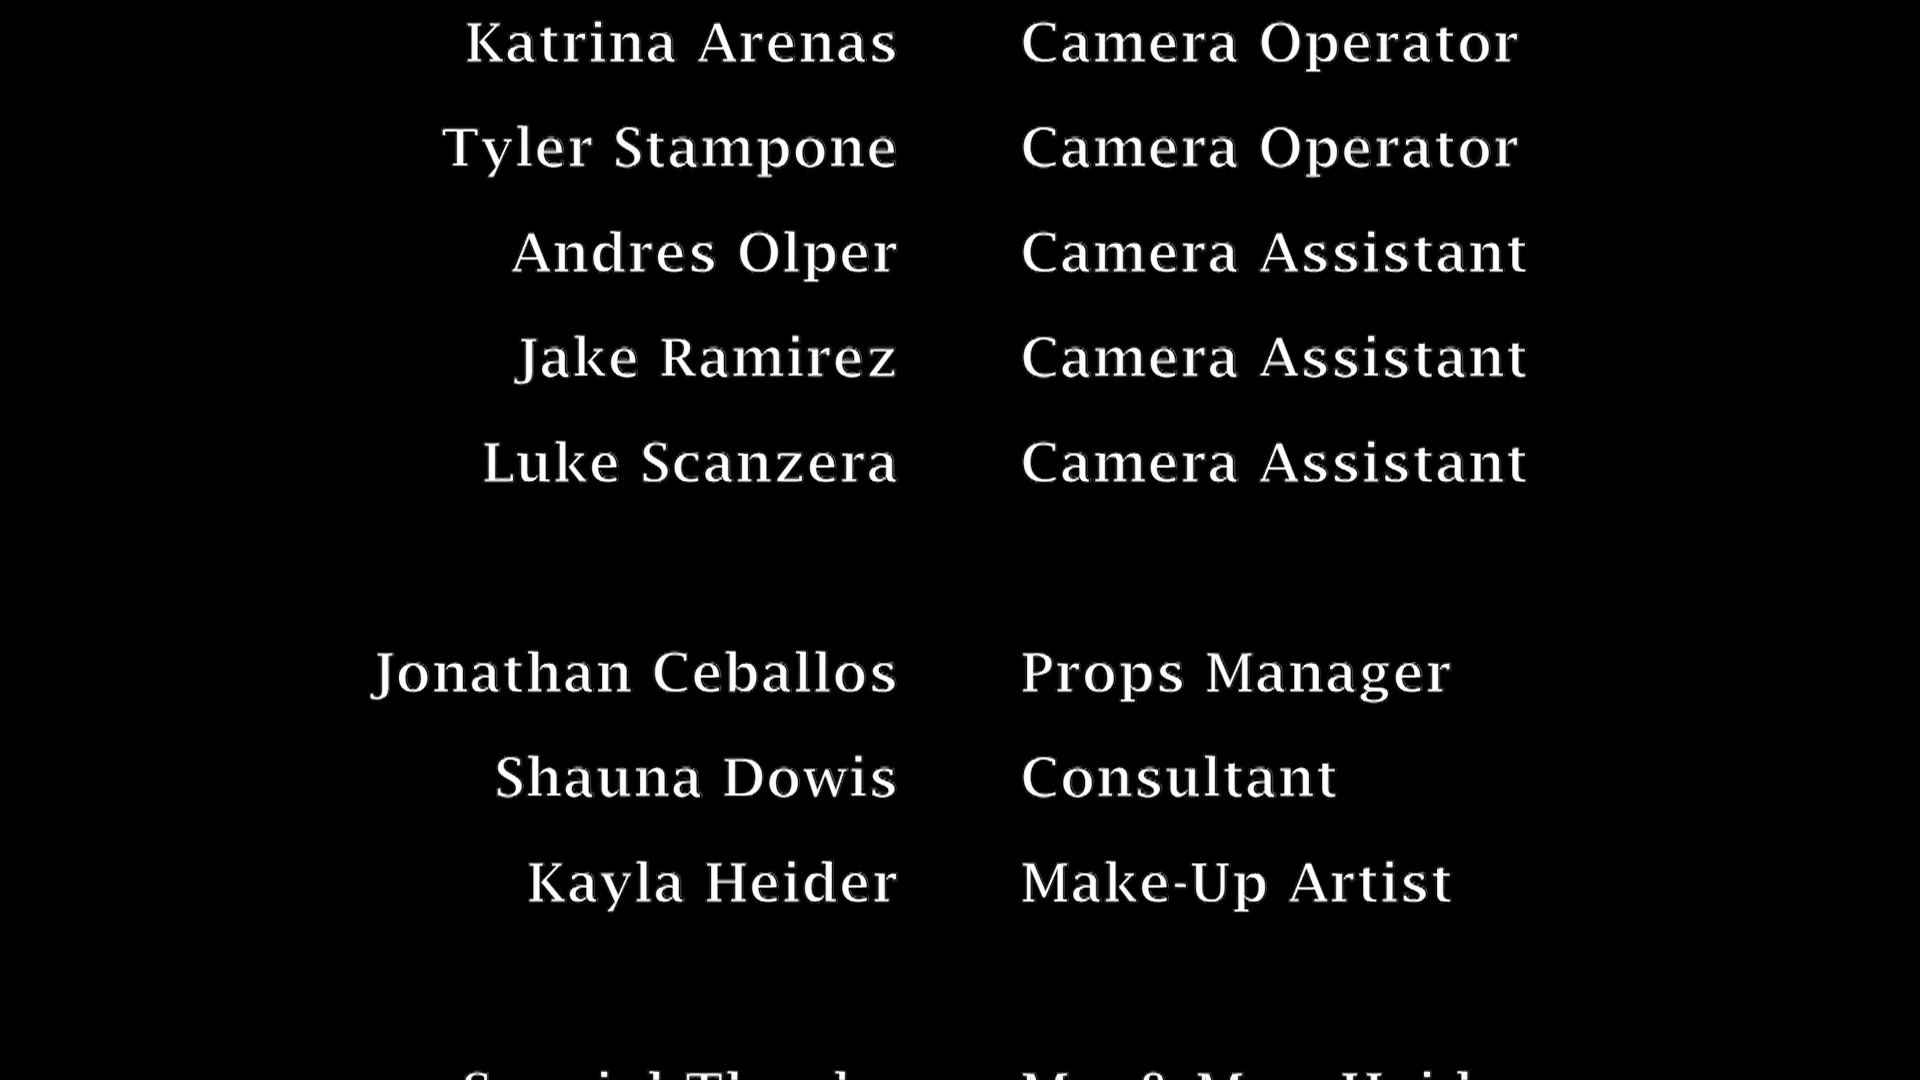 Katrina Arenas Camera Operator
Tyler Stampone Camera Operator
Andres Olper Camera Assistant
Jake Ramirez Camera Assistant
Luke Scanzera Camera Assistant
Jonathan Ceballos Props Manager
Shauna Dowis Consultant
Kayla Heider Make-Up Artist